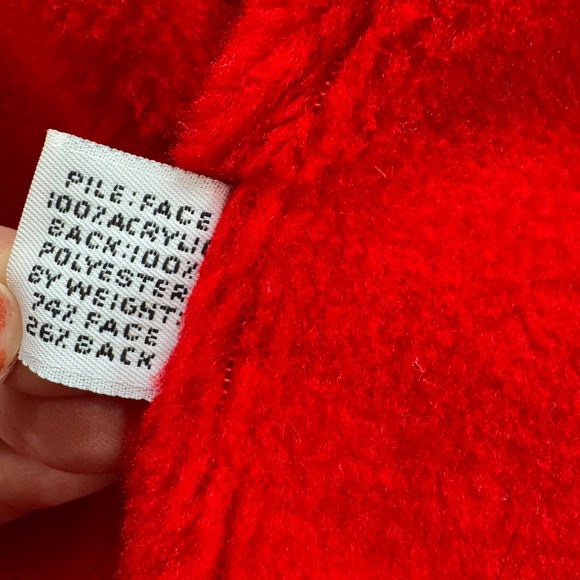 PILE:FACE
100%ACRYLIC
BACK:100%
POLYESTER
BY WEIGHT:
74% FACE
26% BACK